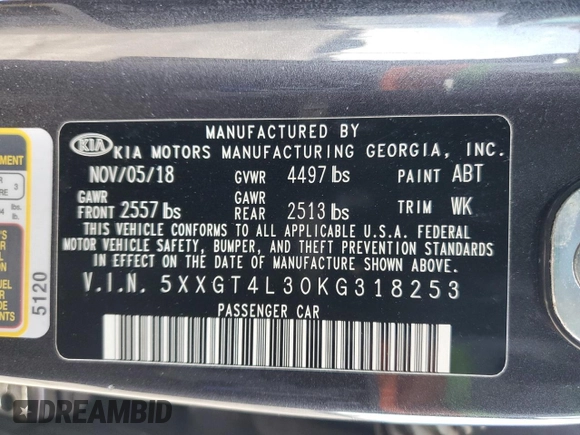 MANUFACTURED BY
KIA KIA MOTORS MANUFACTURING GEORGIA, INC.
NOV/05/18 GVWR 4497 lbs PAINT ABT
GAWR FRONT 2557 lbs GAWR REAR 2513 lbs TRIM WK
THIS VEHICLE CONFORMS TO ALL APPLICABLE U.S.A. FEDERAL
MOTOR VEHICLE SAFETY, BUMPER, AND THEFT PREVENTION STANDARDS
IN EFFECT ON THE DATE OF MANUFACTURE SHOWN ABOVE.
V.I.N. 5XXGT4L30KG318253
PASSENGER CAR
5120
3
DREAMBID